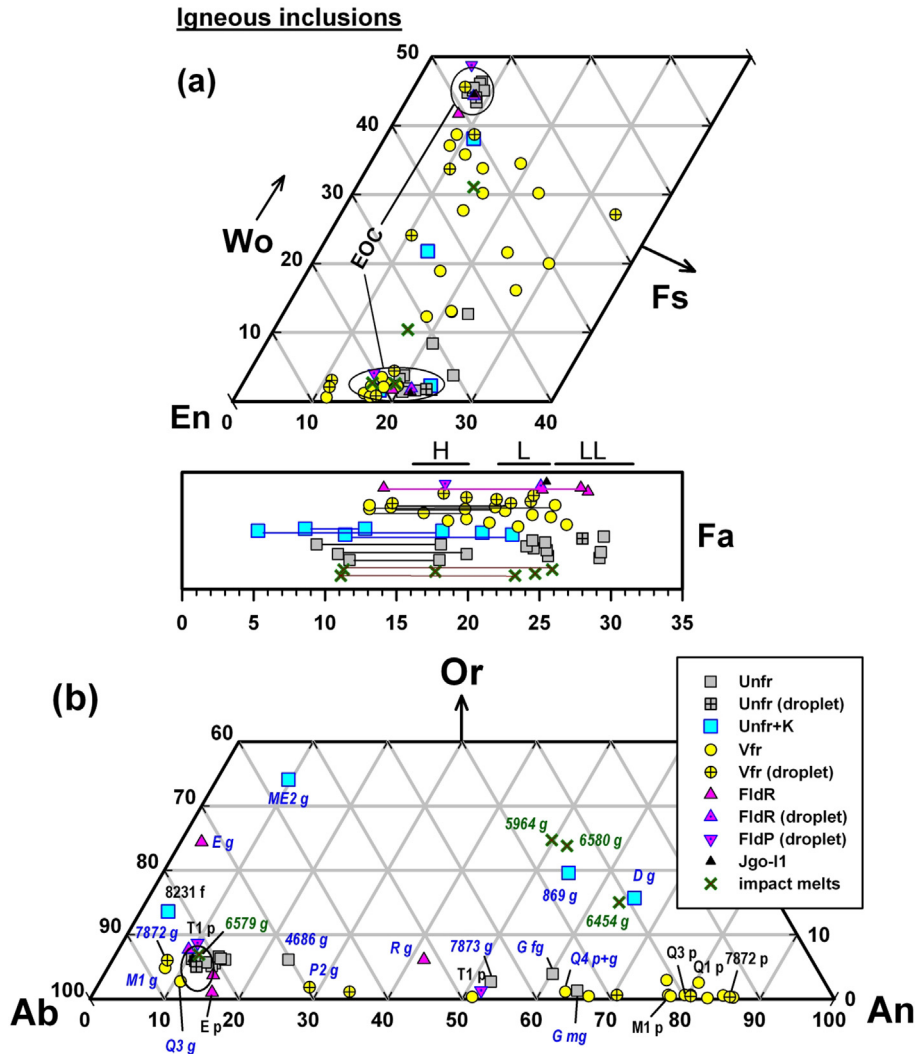 Igneous inclusions
(a)
50
40
30
20
10
Wo
EOC
Fs
En
0
10
20
30
40
H
L
LL
Fa
0
5
10
15
20
25
30
35
(b)
Or
60
70
80
90
100
Ab
0
10
20
30
40
50
60
70
80
90
100
An
10
0
ME2 g
E g
8231 f
7872 g
T1 p
6579 g
M1 g
Q3 g
E p
4686 g
P2 g
R g
7873 g
T1 p
G fg
G mg
Q4 p+g
M1 p
Q3 p
Q1 p
7872 p
5964 g
6580 g
869 g
D g
6454 g
Unfr
Unfr (droplet)
Unfr+K
Vfr
Vfr (droplet)
FldR
FldR (droplet)
FldP (droplet)
Jgo-I1
impact melts